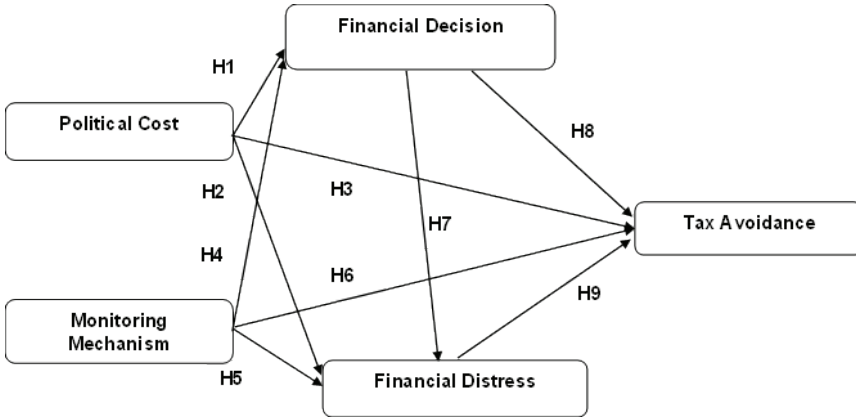 Financial Decision
H1
Political Cost
H8
H2
H3
H7
Tax Avoidance
H4
H6
H9
Monitoring
Mechanism
H5
Financial Distress